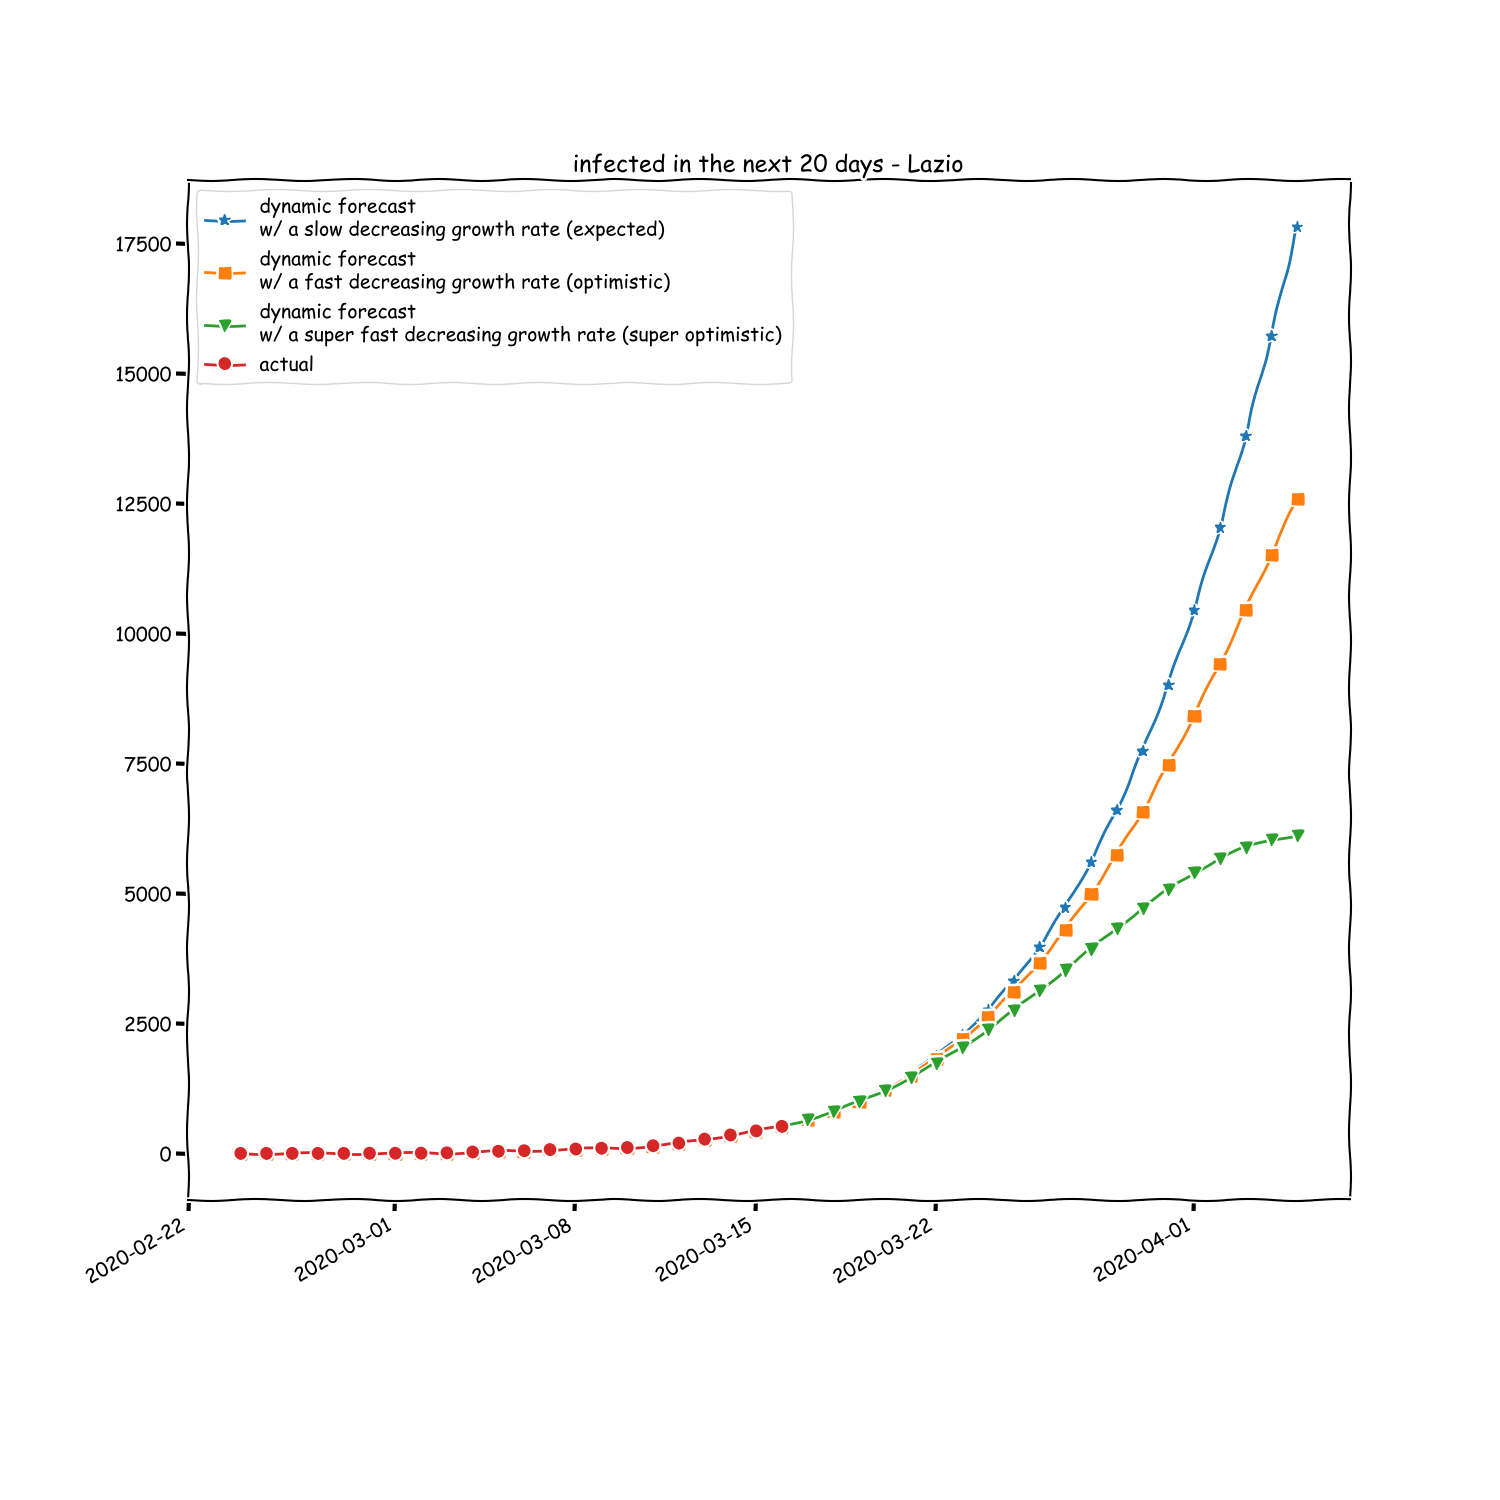 infected in the next 20 days - Lazio
dynamic forecast
w/ a slow decreasing growth rate (expected)
dynamic forecast
w/ a fast decreasing growth rate (optimistic)
dynamic forecast
w/ a super fast decreasing growth rate (super optimistic)
actual
17500
15000
12500
10000
7500
5000
2500
0
2020-02-22
2020-03-01
2020-03-08
2020-03-15
2020-03-22
2020-04-01